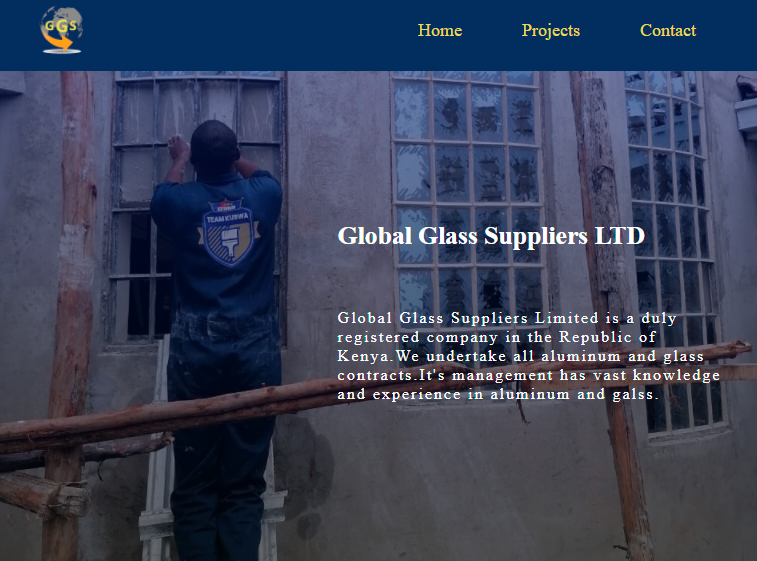 GGS
Home Projects Contact
TEAM KUBWA
Global Glass Suppliers LTD
Global Glass Suppliers Limited is a duly
registered company in the Republic of
Kenya.We undertake all aluminum and glass
contracts.It's management has vast knowledge
and experience in aluminum and galss.